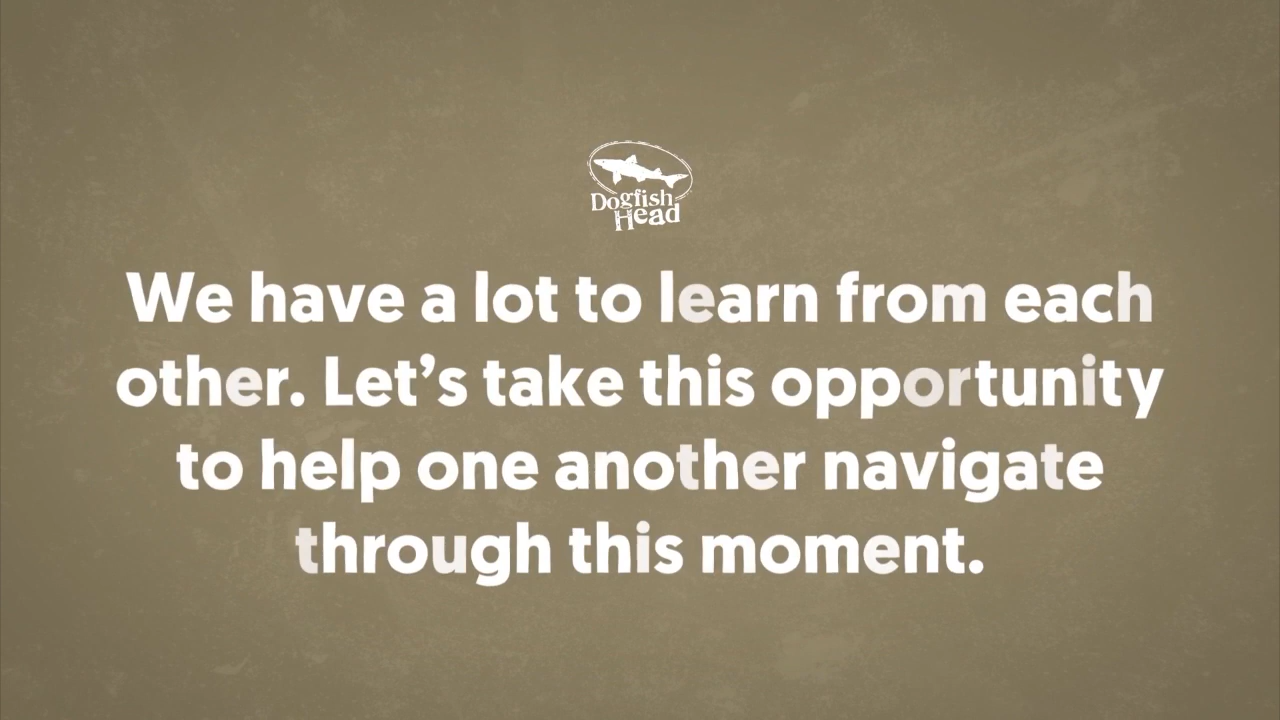 Dogfish
Head
We have a lot to learn from each
other. Let’s take this opportunity
to help one another navigate
through this moment.